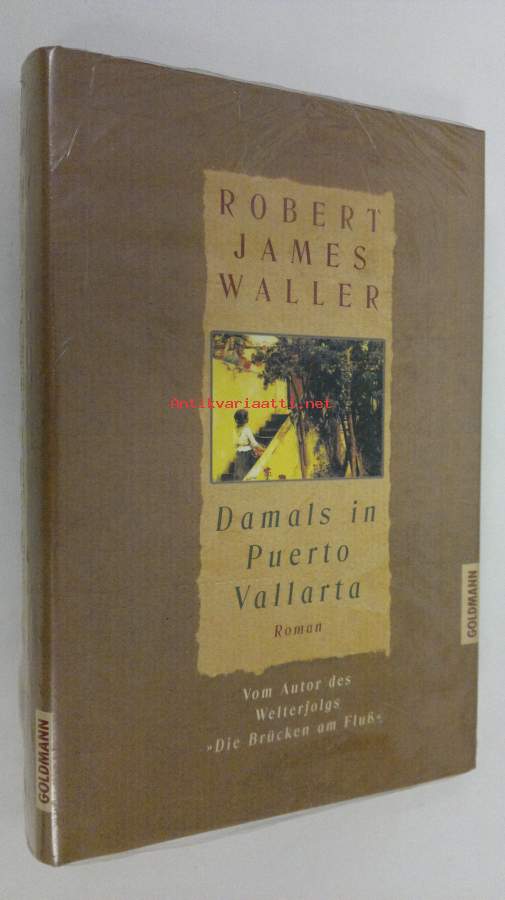 ROBERT
JAMES
WALLER
Antikvariaatti.net
Damals in
Puerto
Vallarta
Roman
Vom Autor des
Welterfolgs
»Die Brücken am Fluß«
GOLDMANN
GOLDMANN